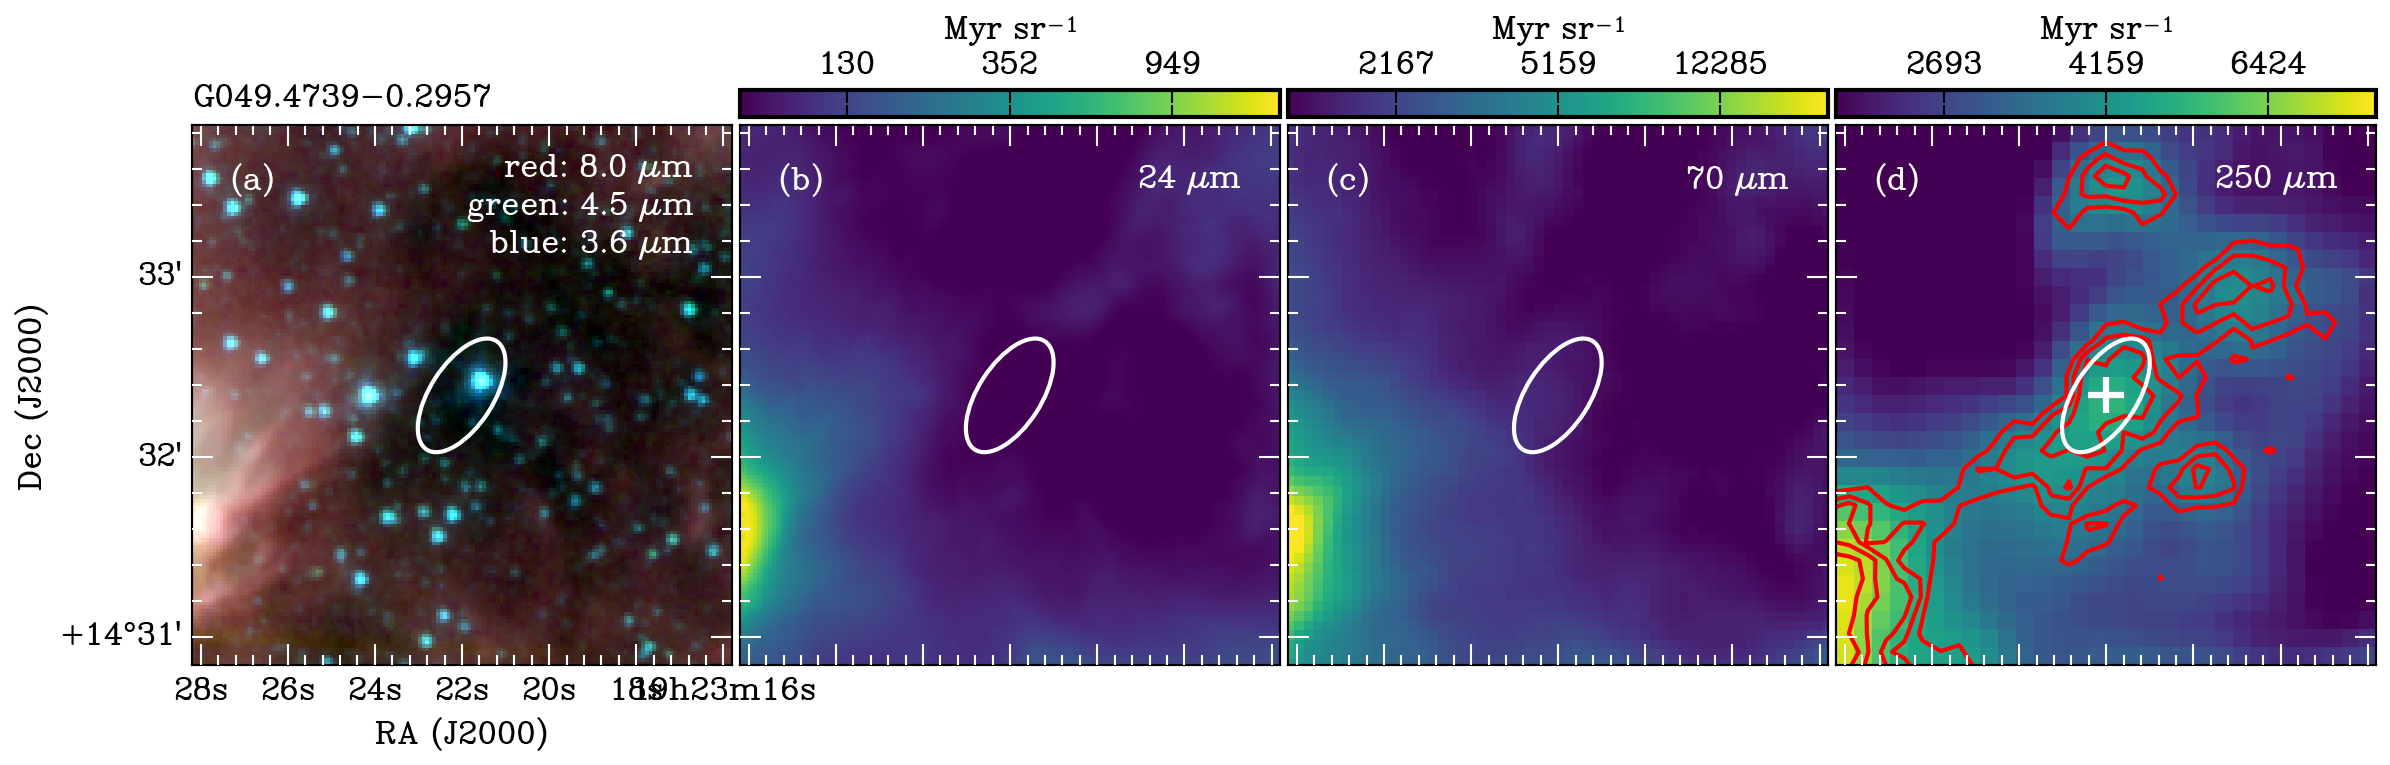 Myr sr⁻¹
Myr sr⁻¹
Myr sr⁻¹
130 352 949
2167 5159 12285
2693 4159 6424
G049.4739−0.2957
(a)
red: 8.0 μm
green: 4.5 μm
blue: 3.6 μm
(b)
24 μm
(c)
70 μm
(d)
250 μm
Dec (J2000)
33'
32'
+14°31'
28s 26s 24s 22s 20s 18s 19h23m16s
RA (J2000)